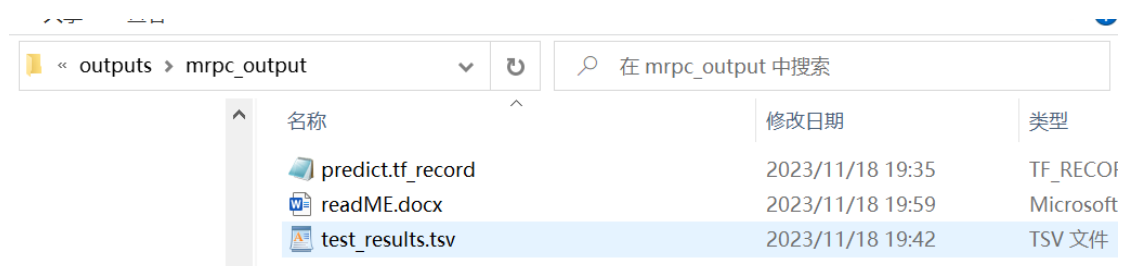 « outputs > mrpc_output 在 mrpc_output 中搜索
名称 修改日期 类型
predict.tf_record 2023/11/18 19:35
readME.docx 2023/11/18 19:59 Microsoft
test_results.tsv 2023/11/18 19:42 TSV 文件